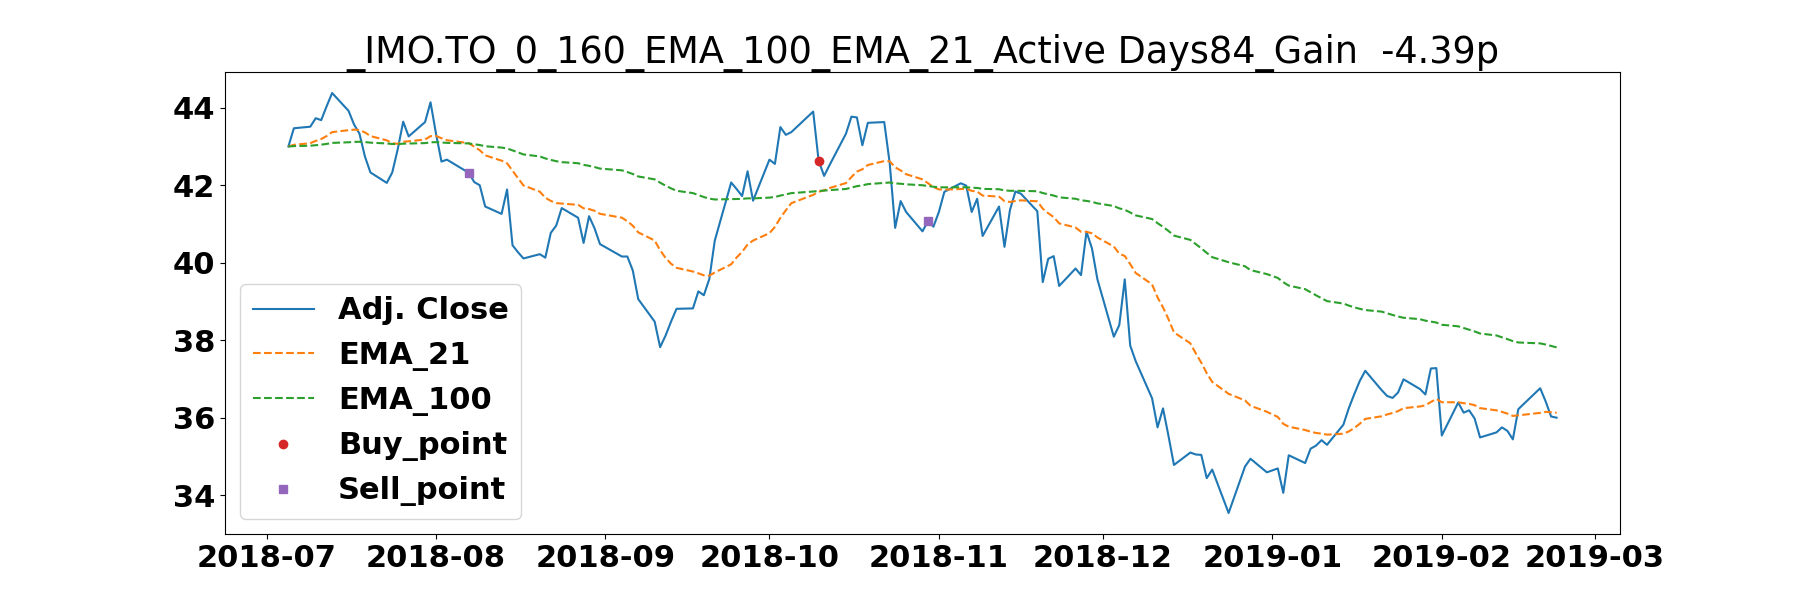 _IMO.TO_0_160_EMA_100_EMA_21_Active Days84_Gain  -4.39p
44
42
40
38
36
34
Adj. Close
EMA_21
EMA_100
Buy_point
Sell_point
2018-07 2018-08 2018-09 2018-10 2018-11 2018-12 2019-01 2019-02 2019-03